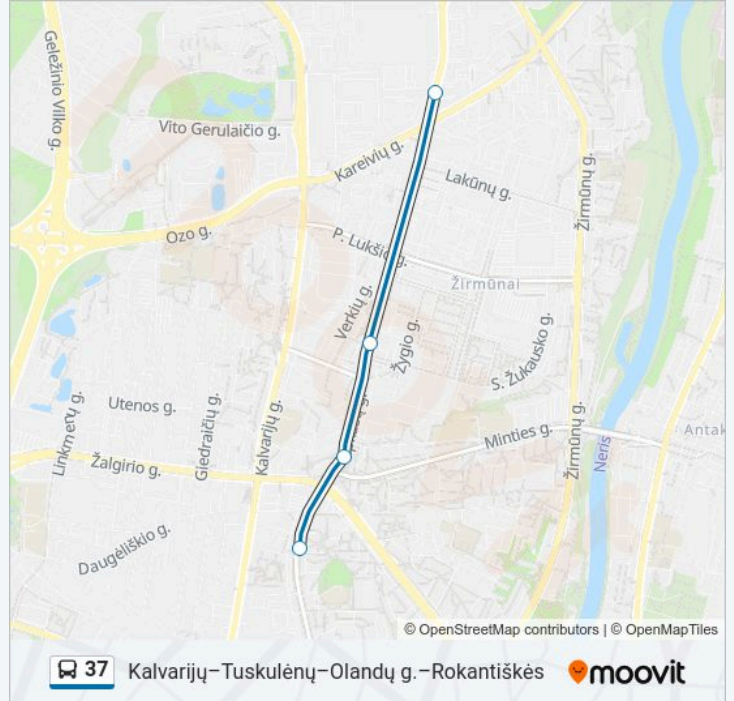 Geležinio Vilko g.
Vito Gerulaičio g.
Kareivių g.
Lakūnų g.
Žirmūnų g.
Ozo g.
P. Lukšio g.
Žirmūnai
Verkių g.
Žygio g.
S. Žukausko g.
Utenos g.
Linkmenų g.
Giedraičių g.
Kalvarijų g.
Minties g.
Žirmūnų g.
Neris
Antak
Žalgirio g.
Daugėliškio g.
© OpenStreetMap contributors | © OpenMapTiles
37 Kalvarijų–Tuskulėnų–Olandų g.–Rokantiškės moovit